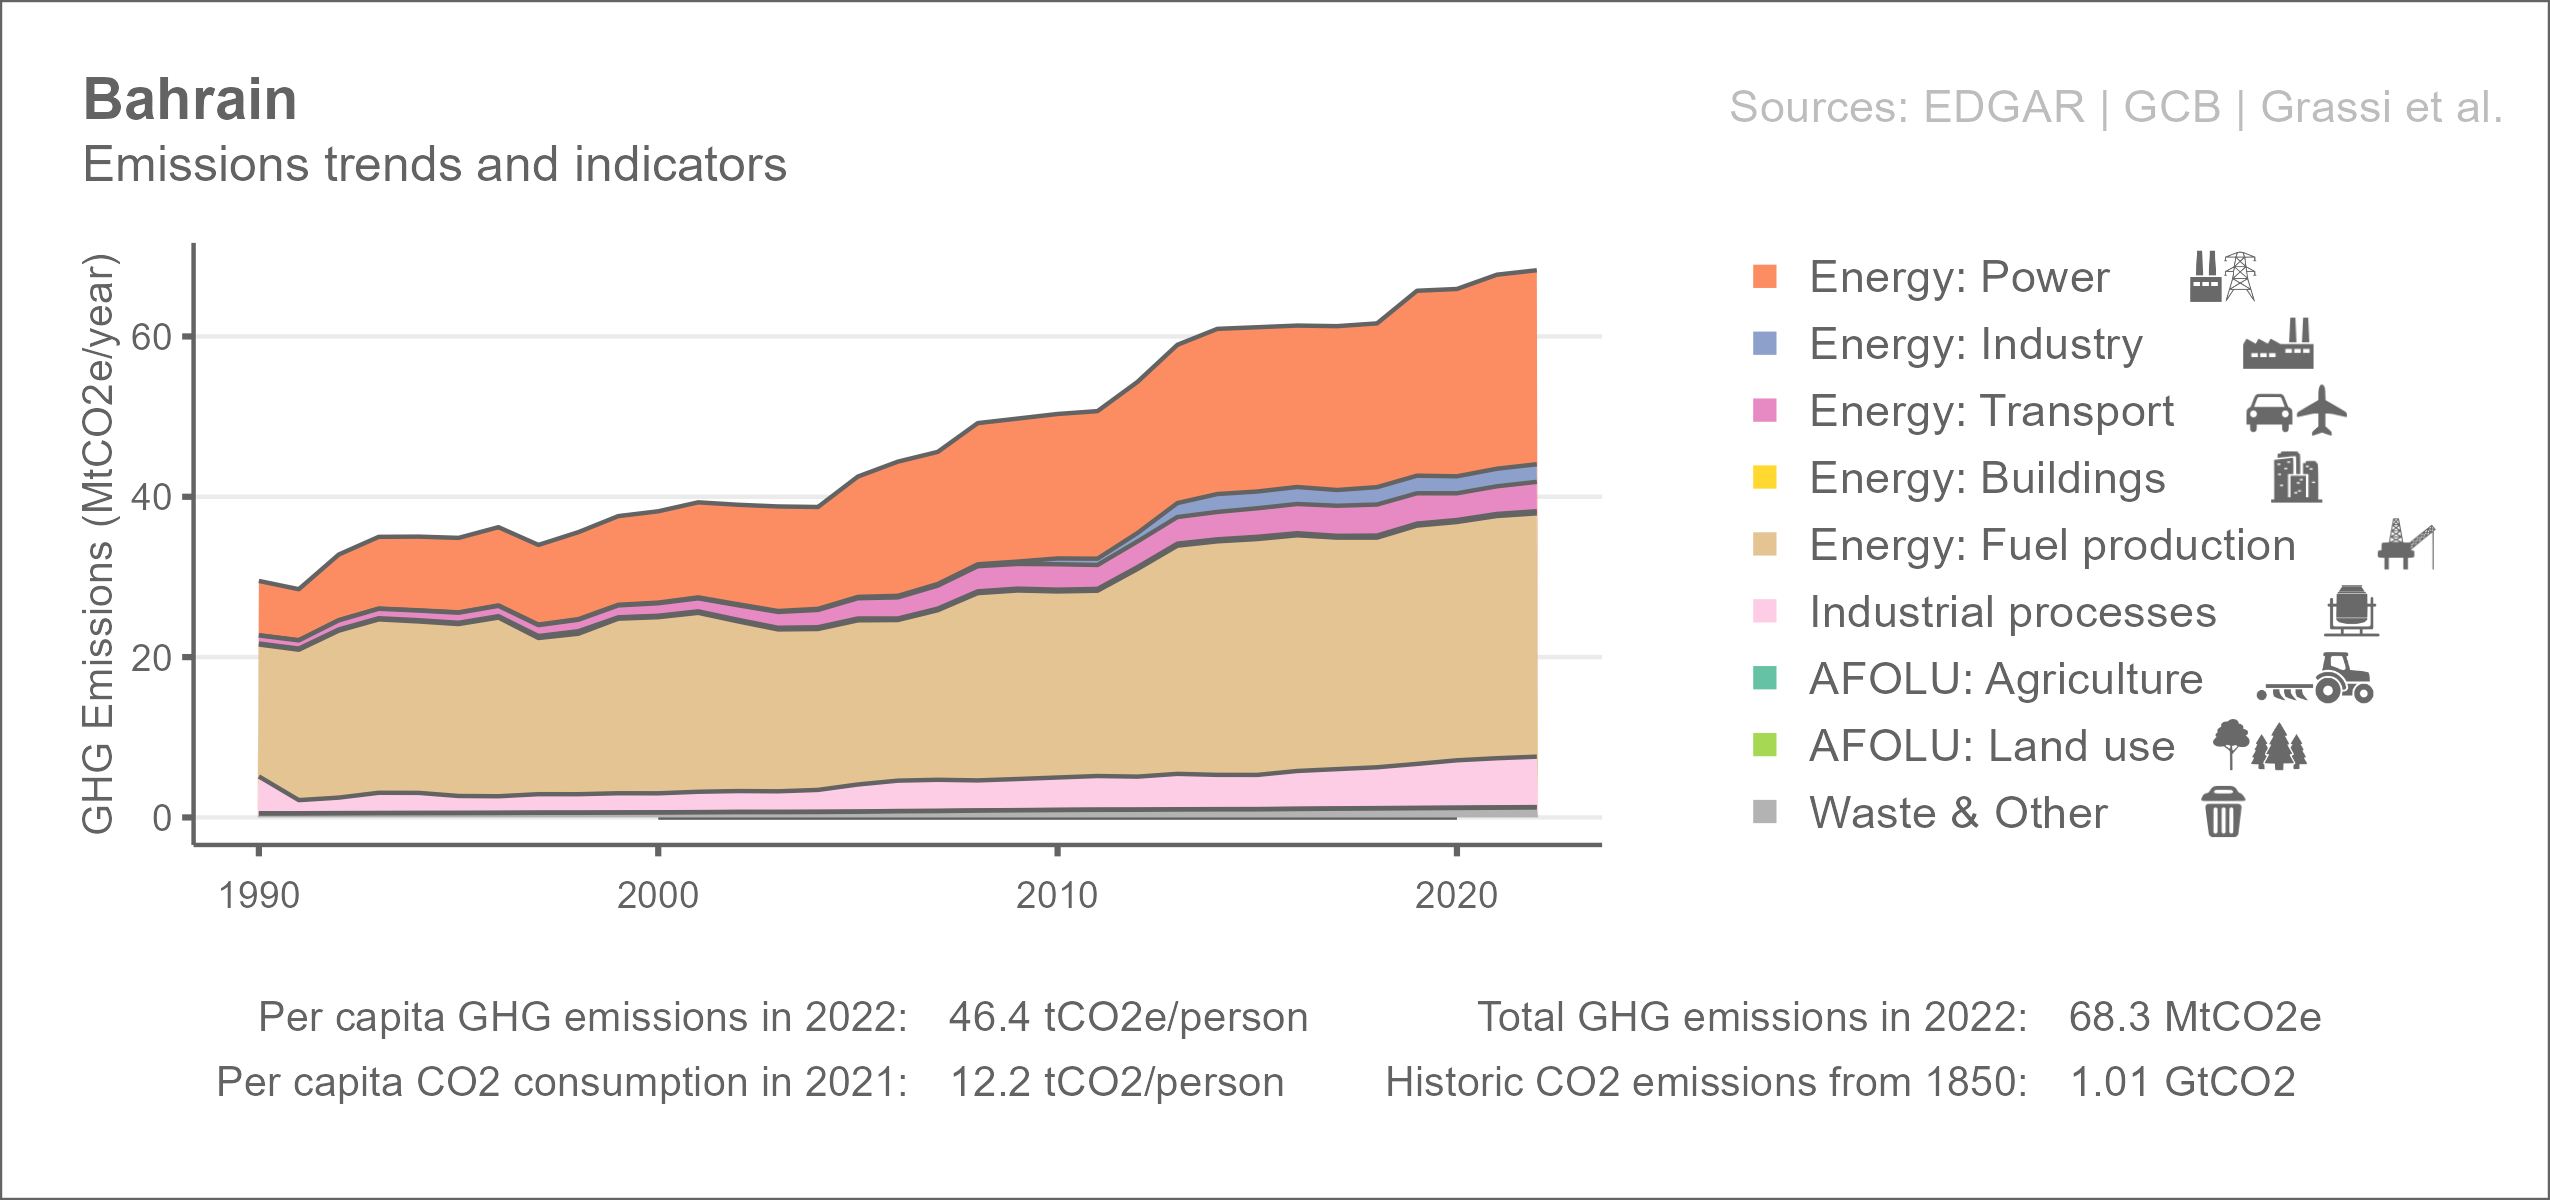 Bahrain
Sources: EDGAR | GCB | Grassi et al.
Emissions trends and indicators
GHG Emissions (MtCO2e/year)
60
40
20
0
1990
2000
2010
2020
Energy: Power
Energy: Industry
Energy: Transport
Energy: Buildings
Energy: Fuel production
Industrial processes
AFOLU: Agriculture
AFOLU: Land use
Waste & Other
Per capita GHG emissions in 2022: 46.4 tCO2e/person
Total GHG emissions in 2022: 68.3 MtCO2e
Per capita CO2 consumption in 2021: 12.2 tCO2/person
Historic CO2 emissions from 1850: 1.01 GtCO2